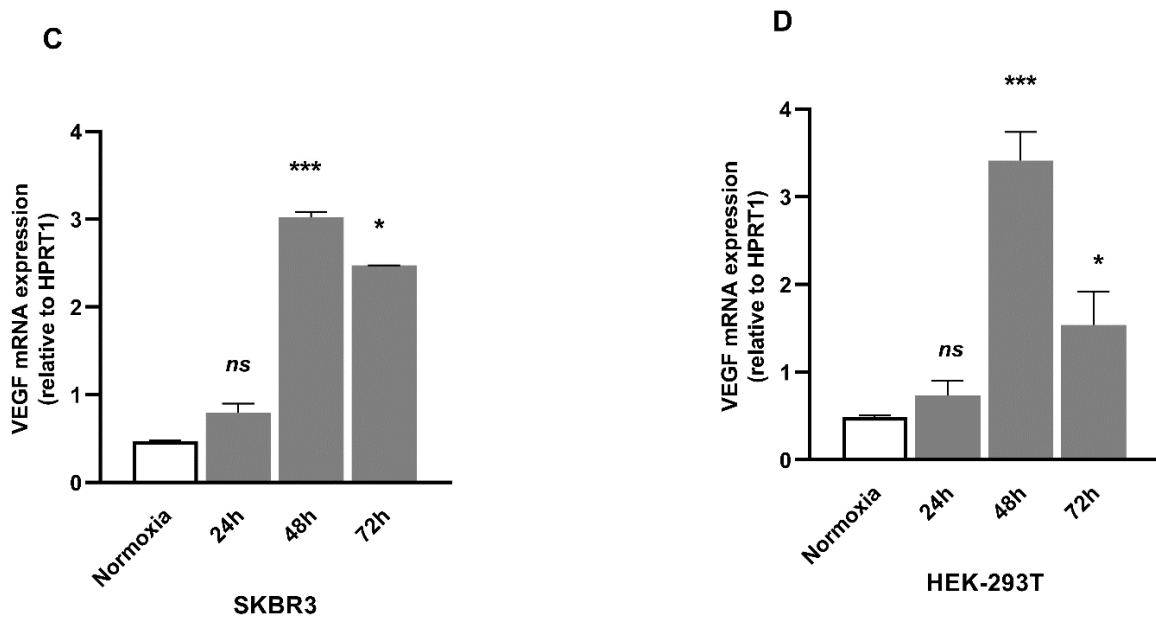 C
VEGF mRNA expression
(relative to HPRT1)
4
3
2
1
0
ns
***
*
Normoxia
24h
48h
72h
SKBR3
D
VEGF mRNA expression
(relative to HPRT1)
4
3
2
1
0
ns
***
*
Normoxia
24h
48h
72h
HEK-293T